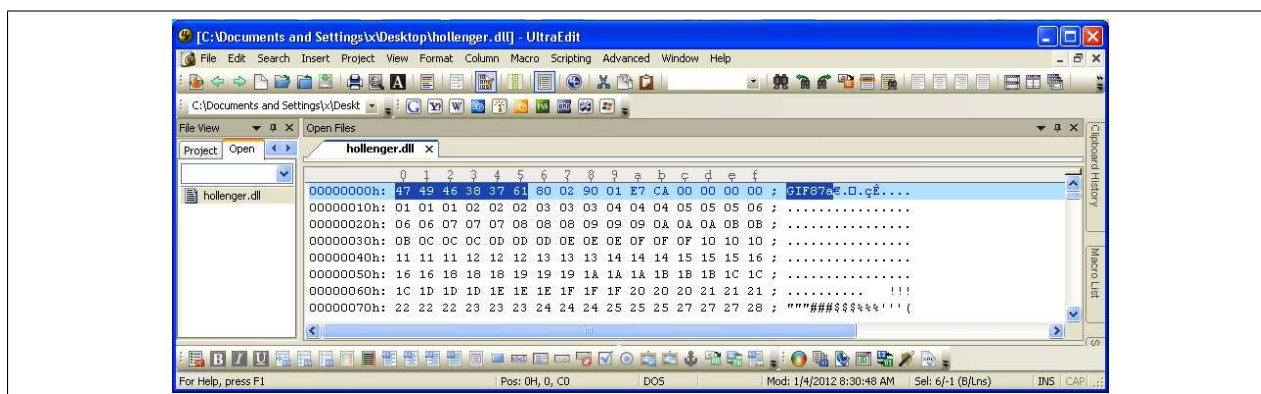 [C:\Documents and Settings\x\Desktop\hollenger.dll] - UltraEdit
File Edit Search Insert Project View Format Column Macro Scripting Advanced Window Help
C:\Documents and Settings\x\Deskt
File View
Open Files
Project Open
hollenger.dll
hollenger.dll
0 1 2 3 4 5 6 7 8 9 a b c d e f
00000000h: 47 49 46 38 37 61 80 02 90 01 E7 CA 00 00 00 00 ; GIF87a€.□.çÊ....
00000010h: 01 01 01 02 02 02 03 03 03 04 04 04 05 05 05 06 ; ................
00000020h: 06 06 07 07 07 08 08 08 09 09 09 0A 0A 0A 0B 0B ; ................
00000030h: 0B 0C 0C 0C 0D 0D 0D 0E 0E 0E 0F 0F 0F 10 10 10 ; ................
00000040h: 11 11 11 12 12 12 13 13 13 14 14 14 15 15 15 16 ; ................
00000050h: 16 16 18 18 18 19 19 19 1A 1A 1A 1B 1B 1B 1C 1C ; ................
00000060h: 1C 1D 1D 1D 1E 1E 1E 1F 1F 1F 20 20 20 21 21 21 ; .......... !!!
00000070h: 22 22 22 23 23 23 24 24 24 25 25 25 27 27 27 28 ; """###$$$%%%'''(
Clipboard History
Macro List
For Help, press F1
Pos: 0H, 0, C0
DOS
Mod: 1/4/2012 8:30:48 AM
Sel: 6/-1 (B/Lns)
INS
CAP